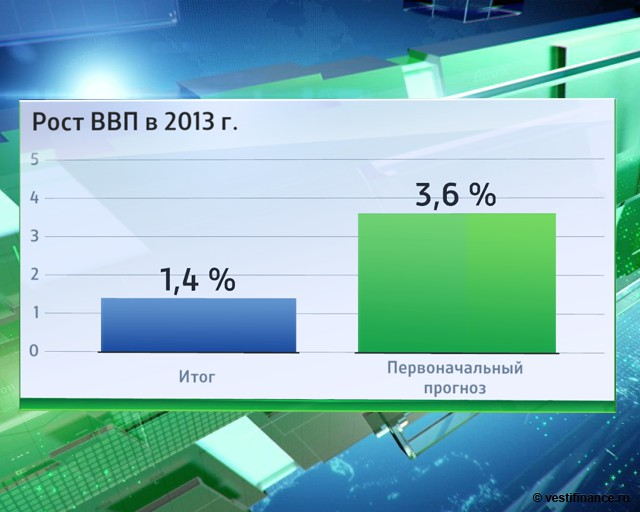 Рост ВВП в 2013 г.
5
4
3
2
1
0
3,6 %
1,4 %
Итог
Первоначальный
прогноз
© vestifinance.ru